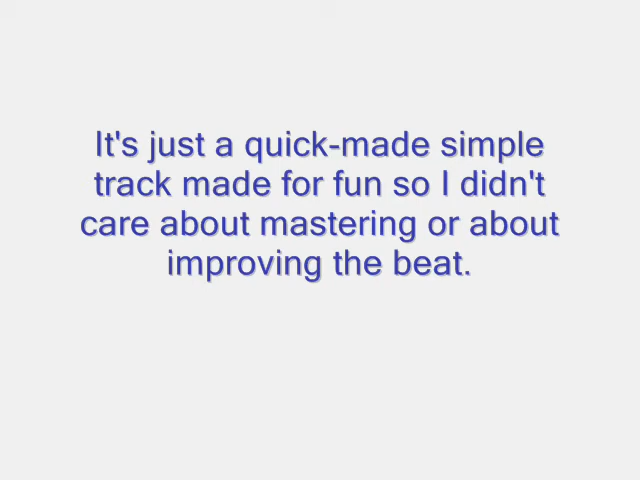 It's just a quick-made simple
track made for fun so I didn't
care about mastering or about
improving the beat.